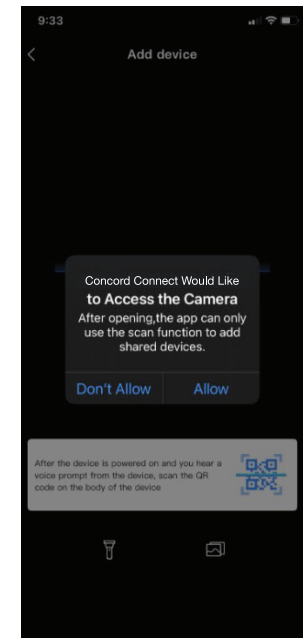 9:33
Add device
Concord Connect Would Like
to Access the Camera
After opening,the app can only
use the scan function to add
shared devices.
Don't Allow
Allow
After the device is powered on and you hear a
voice prompt from the device, scan the QR
code on the body of the device